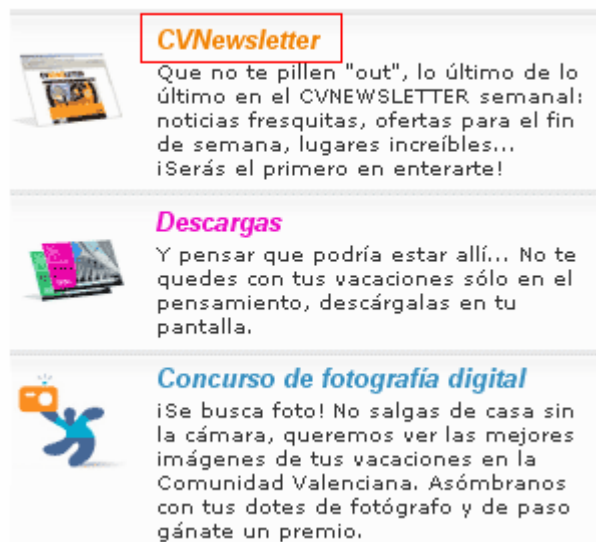 CVNewsletter
Que no te pillen "out", lo último de lo
último en el CVNEWSLETTER semanal:
noticias fresquitas, ofertas para el fin
de semana, lugares increíbles...
¡Serás el primero en enterarte!
Descargas
Y pensar que podría estar allí... No te
quedes con tus vacaciones sólo en el
pensamiento, descárgalas en tu
pantalla.
Concurso de fotografía digital
¡Se busca foto! No salgas de casa sin
la cámara, queremos ver las mejores
imágenes de tus vacaciones en la
Comunidad Valenciana. Asómbranos
con tus dotes de fotógrafo y de paso
gánate un premio.